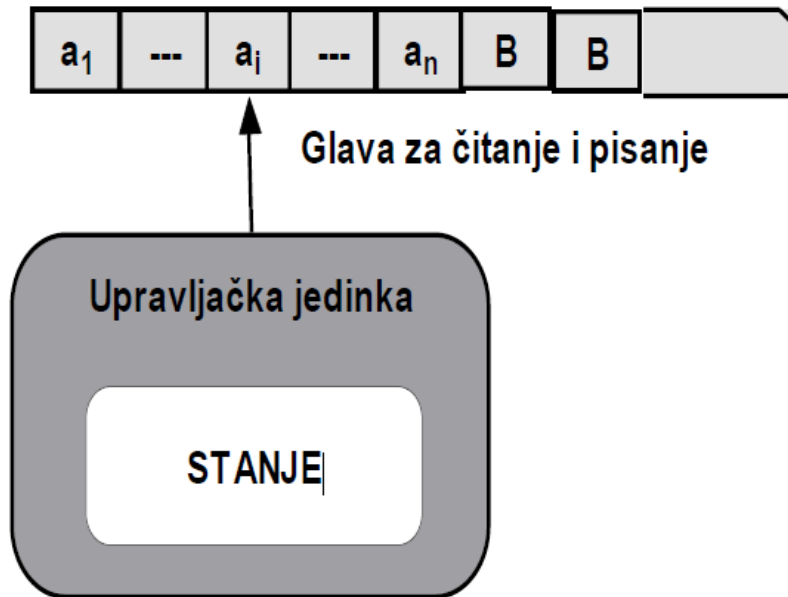 a₁ --- aᵢ --- aₙ B B
Glava za čitanje i pisanje
Upravljačka jedinka
STANJE